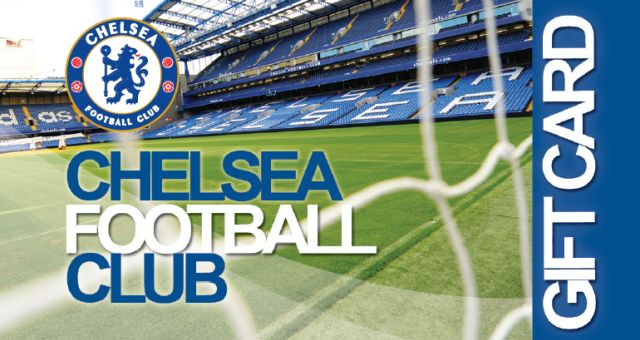 CHELSEA
FOOTBALL CLUB
CHELSEA
FOOTBALL
CLUB
GIFT CARD